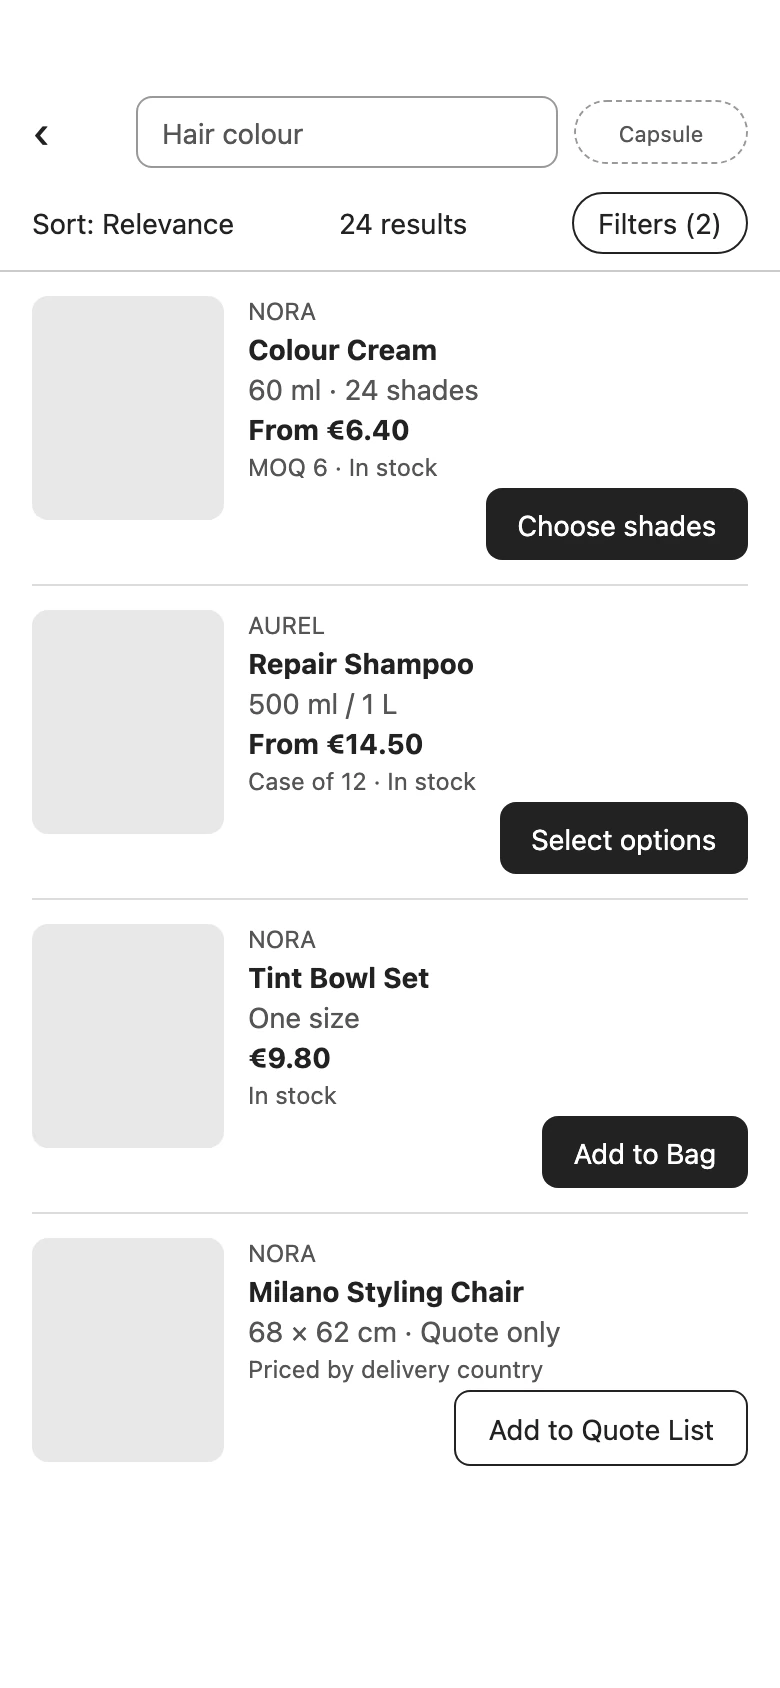 ‹
Hair colour
Capsule
Sort: Relevance
24 results
Filters (2)
NORA
Colour Cream
60 ml · 24 shades
From €6.40
MOQ 6 · In stock
Choose shades
AUREL
Repair Shampoo
500 ml / 1 L
From €14.50
Case of 12 · In stock
Select options
NORA
Tint Bowl Set
One size
€9.80
In stock
Add to Bag
NORA
Milano Styling Chair
68 × 62 cm · Quote only
Priced by delivery country
Add to Quote List